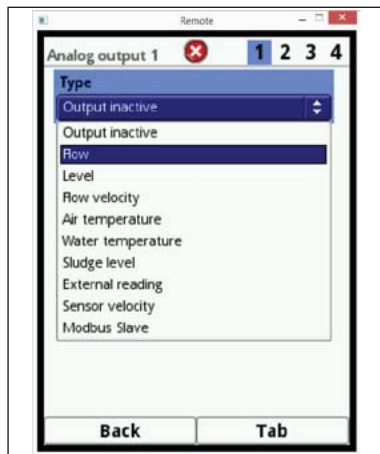 Remote
Analog output 1 1 2 3 4
Type
Output inactive
Output inactive
Flow
Level
Flow velocity
Air temperature
Water temperature
Sludge level
External reading
Sensor velocity
Modbus Slave
Back Tab